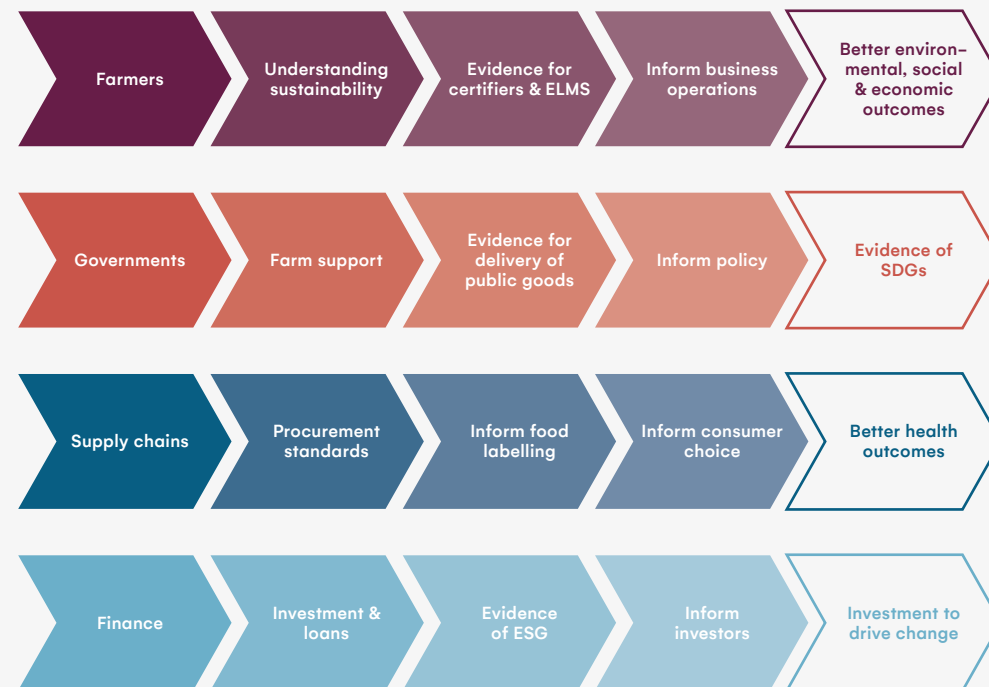 Farmers
Understanding
sustainability
Evidence for
certifiers & ELMS
Inform business
operations
Better environ-
mental, social
& economic
outcomes
Governments
Farm support
Evidence for
delivery of
public goods
Inform policy
Evidence of
SDGs
Supply chains
Procurement
standards
Inform food
labelling
Inform consumer
choice
Better health
outcomes
Finance
Investment &
loans
Evidence
of ESG
Inform
investors
Investment to
drive change